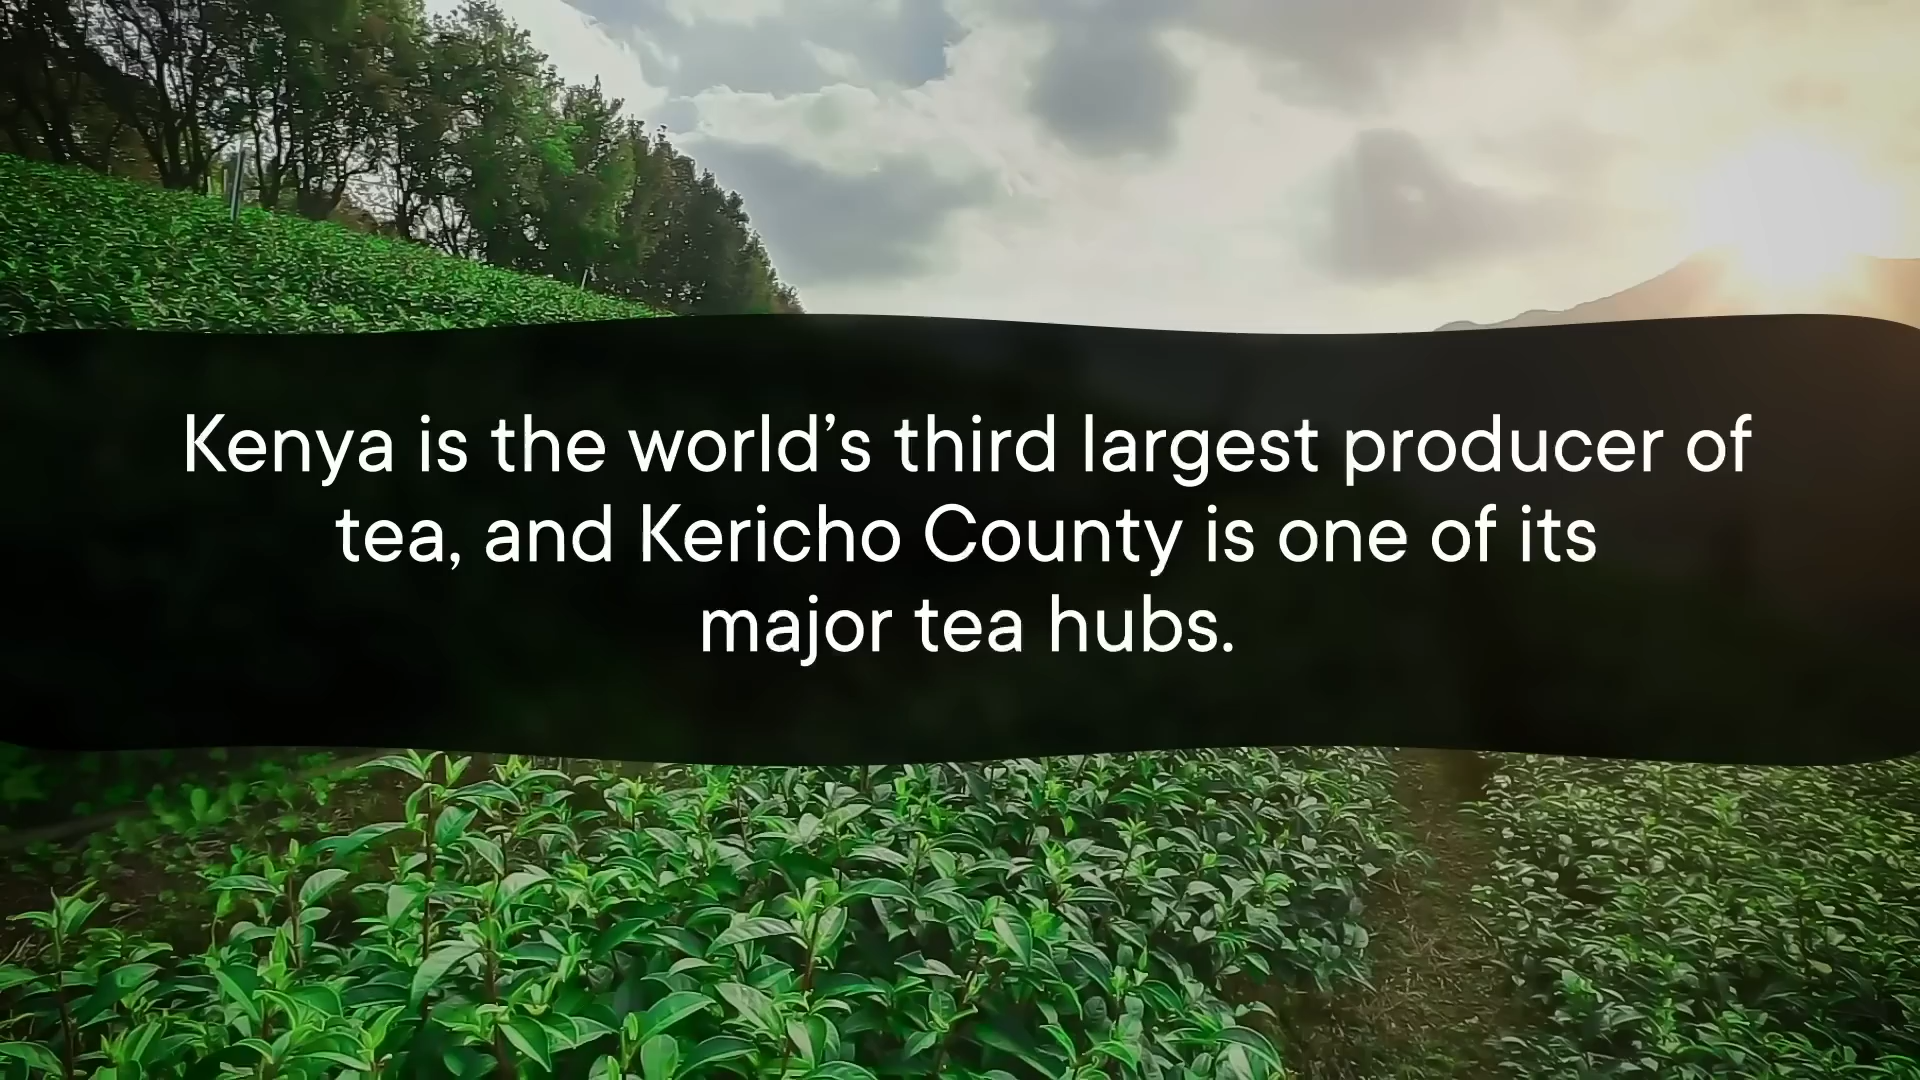 Kenya is the world’s third largest producer of
tea, and Kericho County is one of its
major tea hubs.